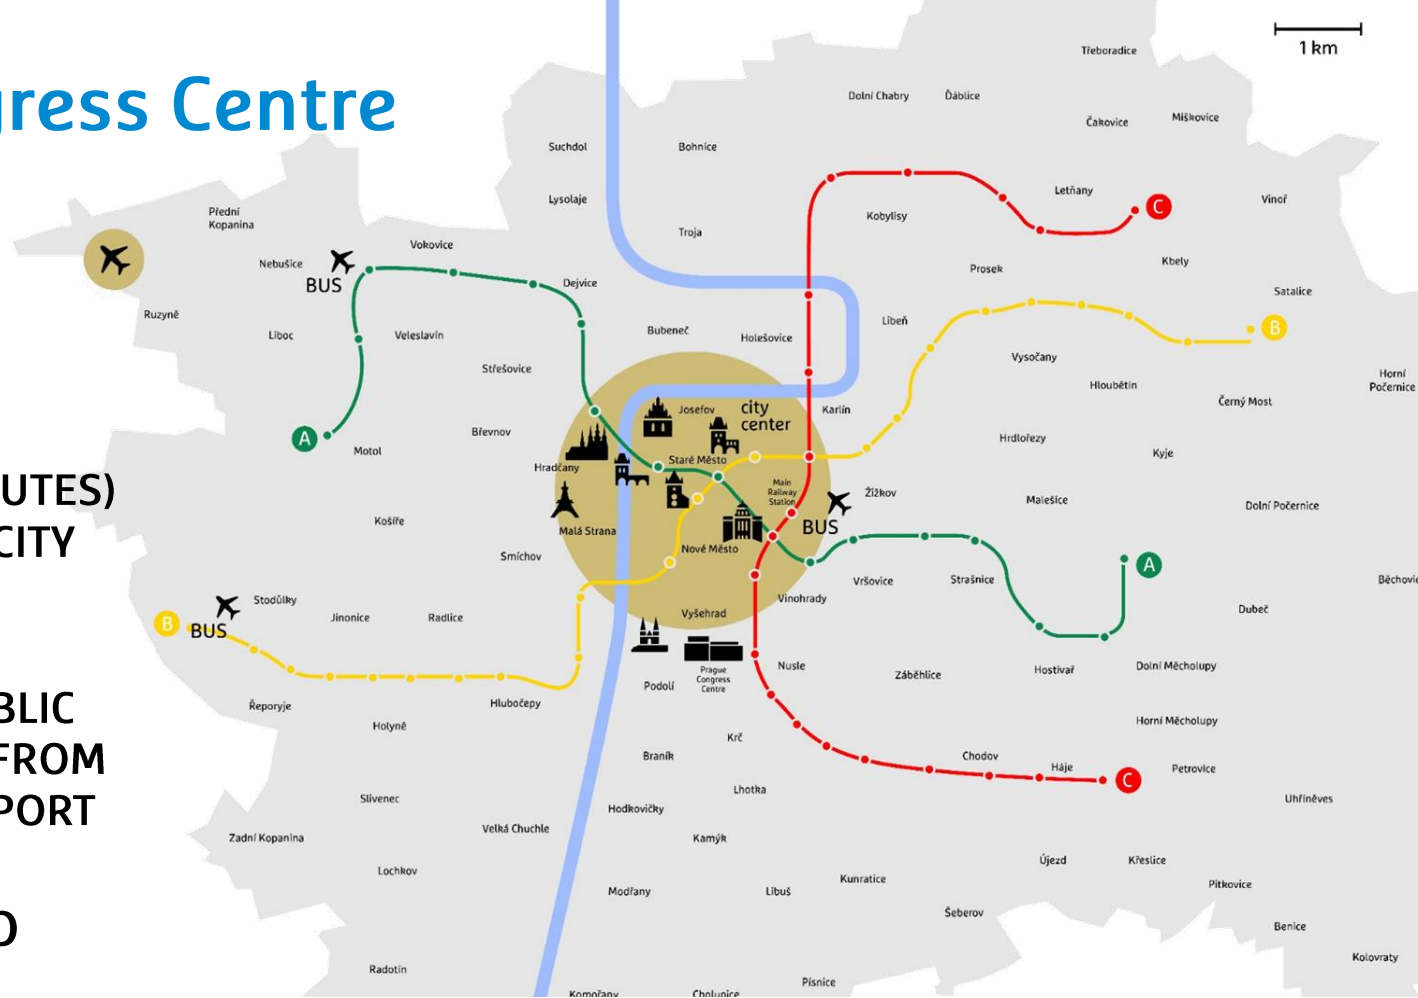 gress Centre
UTES)
CITY
BLIC
FROM
PORT
O
1 km
Třeboradice
Dolní Chabry
Ďáblice
Čakovice
Miškovice
Suchdol
Bohnice
Lysolaje
Letňany
C
Vinoř
Přední
Kopanina
Kobylisy
Troja
Vokovice
Nebušice
BUS
Kbely
Prosek
Dejvice
Satalice
Ruzyně
Liboc
Veleslavín
Bubeneč
Holešovice
Libeň
B
Vysočany
Střešovice
Hloubětín
Horní
Počernice
Černý Most
Josefov
city
center
Karlín
A
Motol
Břevnov
Hrdlořezy
Kyje
Hradčany
Staré Město
Main
Railway
Station
Žižkov
Malešice
Dolní Počernice
BUS
Košíře
Malá Strana
Nové Město
Smíchov
A
Vršovice
Strašnice
Běchovic
Stodůlky
Vinohrady
Dubeč
B
BUS
Jinonice
Radlice
Vyšehrad
Prague
Congress
Centre
Nusle
Záběhlice
Hostivař
Dolní Měcholupy
Podolí
Řeporyje
Hlubočepy
Holyně
Horní Měcholupy
Krč
Braník
Chodov
Háje
Petrovice
C
Lhotka
Slivenec
Hodkovičky
Uhříněves
Velká Chuchle
Zadní Kopanina
Kamýk
Lochkov
Újezd
Křeslice
Kunratice
Modřany
Libuš
Pitkovice
Šeberov
Benice
Kolovraty
Radotín
Písnice
Komořany
Cholupice